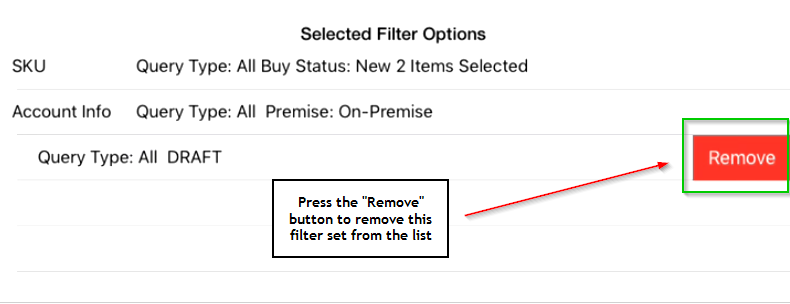 Selected Filter Options
SKU Query Type: All Buy Status: New 2 Items Selected
Account Info Query Type: All  Premise: On-Premise
Query Type: All  DRAFT
Remove
Press the "Remove"
button to remove this
filter set from the list